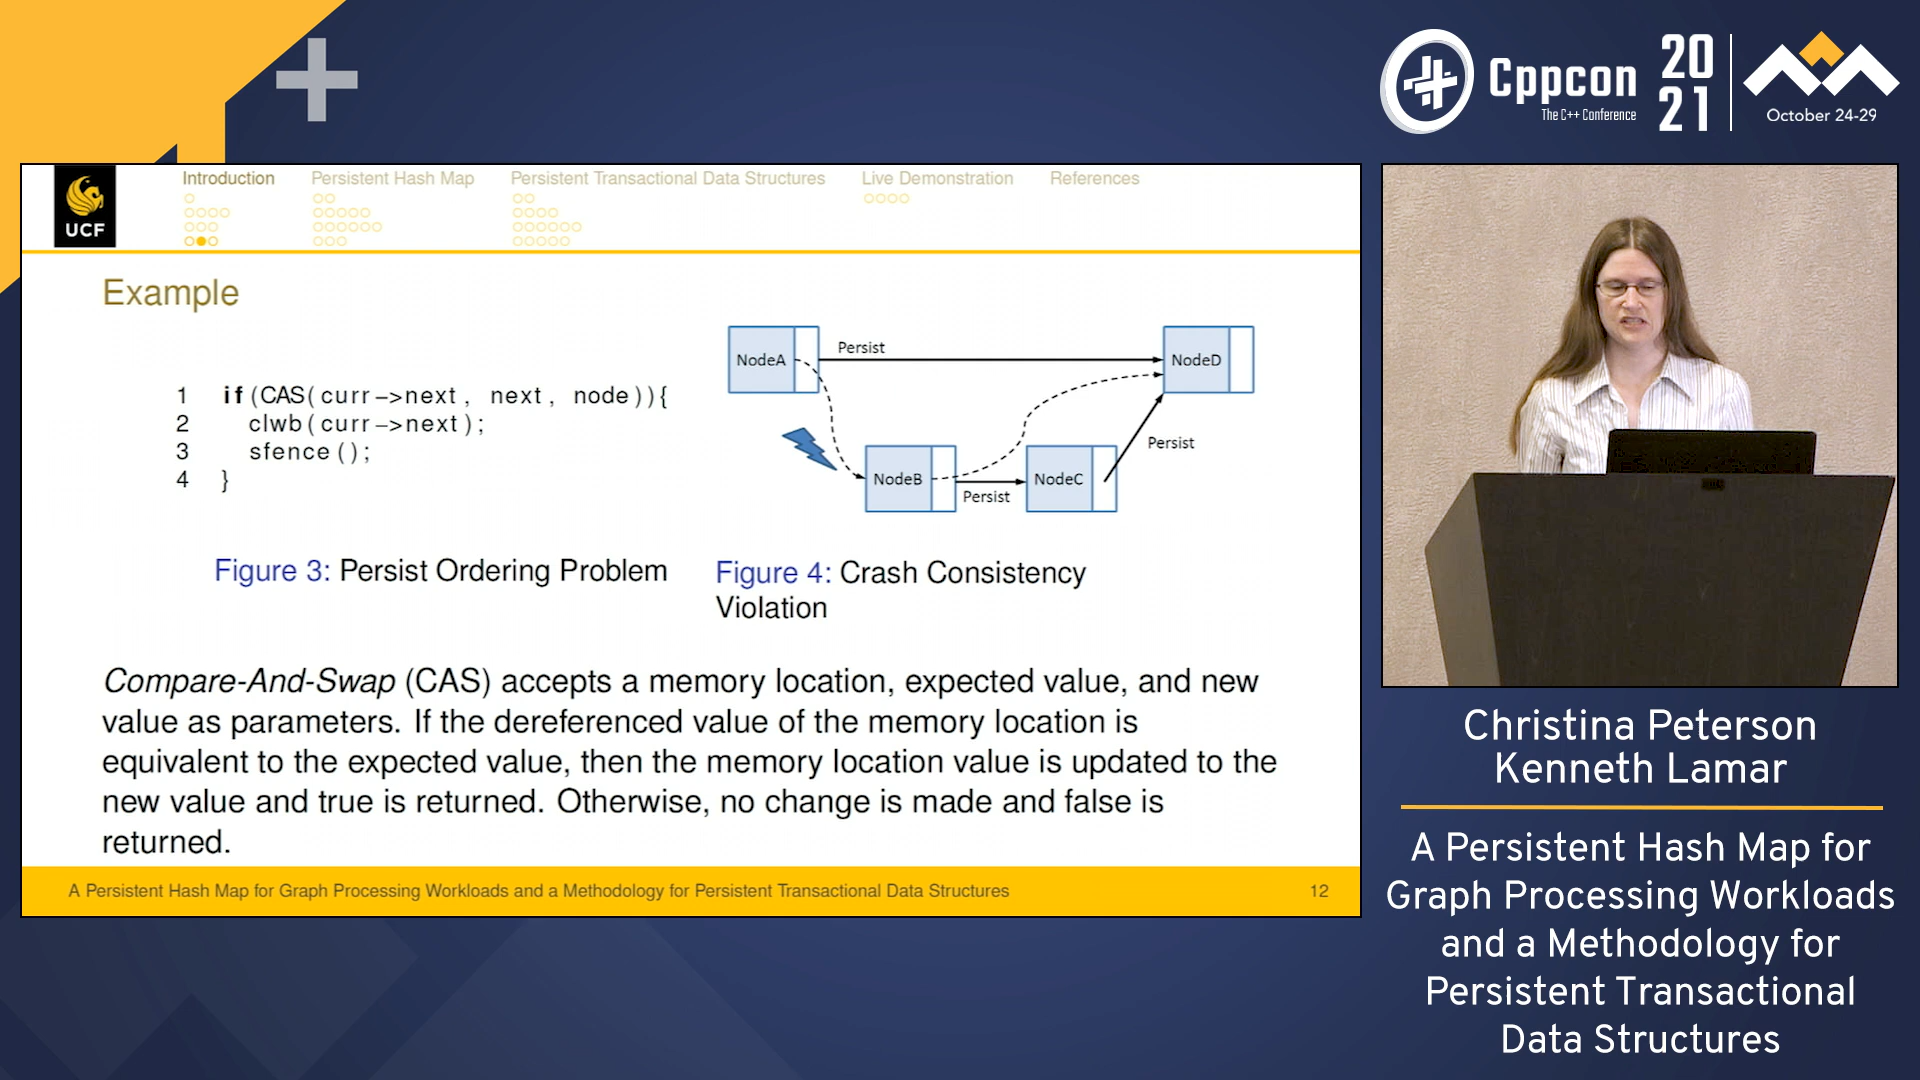 Cppcon
The C++ Conference
20
21
October 24-29
UCF
Introduction
Persistent Hash Map
Persistent Transactional Data Structures
Live Demonstration
References
Example
1 if(CAS(curr->next, next, node)){
2 clwb(curr->next);
3 sfence();
4 }
Figure 3: Persist Ordering Problem
NodeA
Persist
NodeD
NodeB
Persist
NodeC
Persist
Figure 4: Crash Consistency
Violation
Compare-And-Swap (CAS) accepts a memory location, expected value, and new
value as parameters. If the dereferenced value of the memory location is
equivalent to the expected value, then the memory location value is updated to the
new value and true is returned. Otherwise, no change is made and false is
returned.
A Persistent Hash Map for Graph Processing Workloads and a Methodology for Persistent Transactional Data Structures
12
Christina Peterson
Kenneth Lamar
A Persistent Hash Map for
Graph Processing Workloads
and a Methodology for
Persistent Transactional
Data Structures